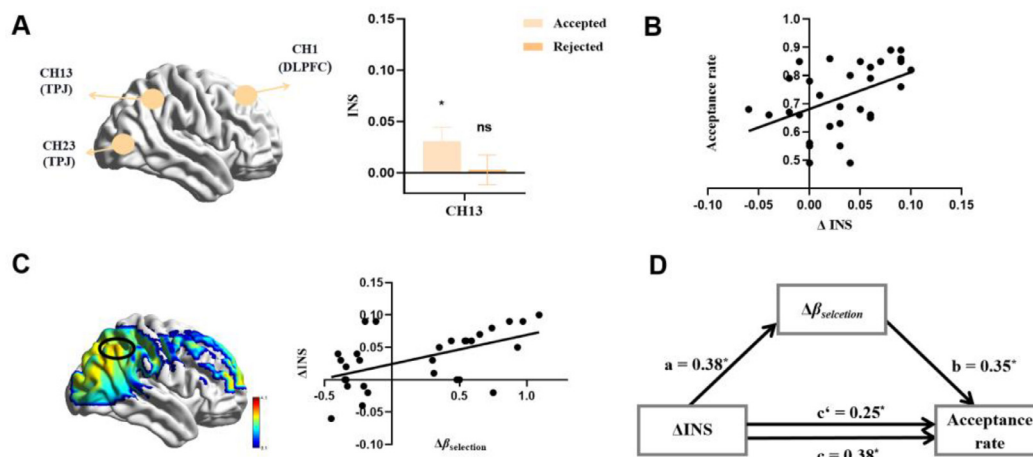 A
CH13
(TPJ)
CH1
(DLPFC)
CH23
(TPJ)
INS
0.15
0.10
0.05
0.00
*
ns
CH13
Accepted
Rejected
B
Acceptance rate
1.0
0.9
0.8
0.7
0.6
0.5
-0.10
-0.05
0.00
0.05
0.10
0.15
Δ INS
C
ΔINS
0.15
0.10
0.05
-0.05
-0.10
-0.5
0.5
1.0
Δβselection
D
Δβselcetion
a = 0.38*
b = 0.35*
c‘ = 0.25*
ΔINS
Acceptance
rate
c = 0.38*